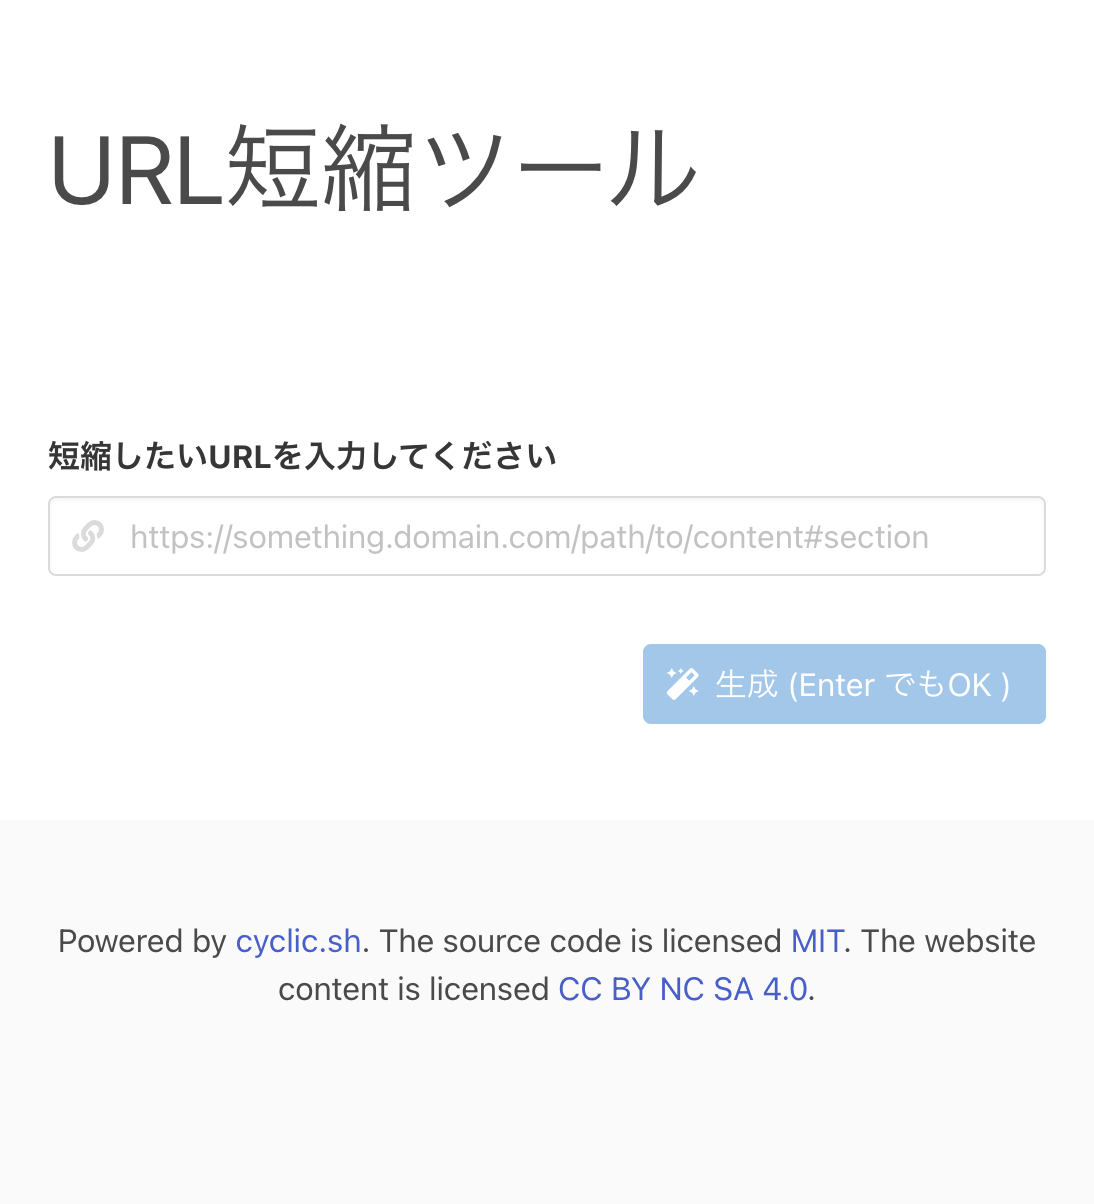 URL短縮ツール
短縮したいURLを入力してください
https://something.domain.com/path/to/content#section
生成 (Enter でもOK )
Powered by cyclic.sh. The source code is licensed MIT. The website
content is licensed CC BY NC SA 4.0.